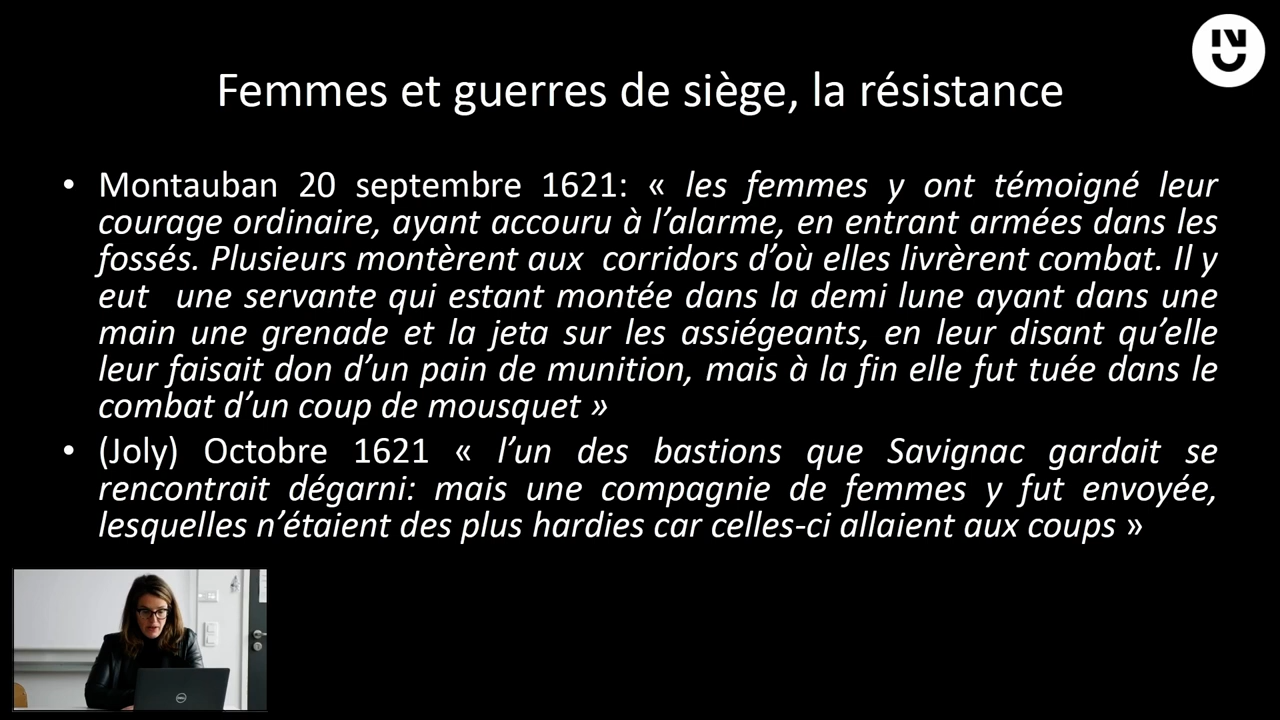 Femmes et guerres de siège, la résistance
• Montauban 20 septembre 1621: « les femmes y ont témoigné leur
courage ordinaire, ayant accouru à l’alarme, en entrant armées dans les
fossés. Plusieurs montèrent aux corridors d’où elles livrèrent combat. Il y
eut une servante qui estant montée dans la demi lune ayant dans une
main une grenade et la jeta sur les assiégeants, en leur disant qu’elle
leur faisait don d’un pain de munition, mais à la fin elle fut tuée dans le
combat d’un coup de mousquet »
• (Joly) Octobre 1621 « l’un des bastions que Savignac gardait se
rencontrait dégarni: mais une compagnie de femmes y fut envoyée,
lesquelles n’étaient des plus hardies car celles-ci allaient aux coups »
INU
DELL